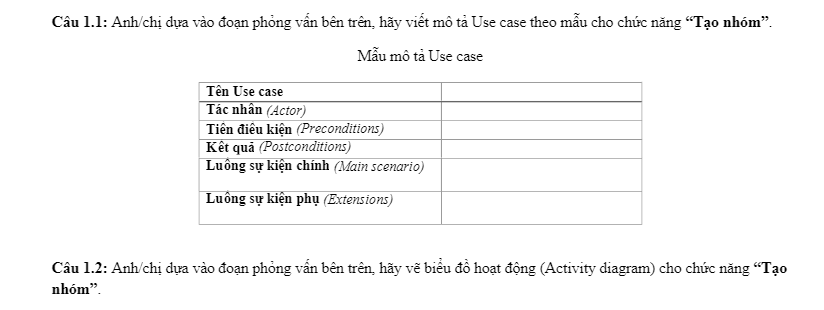 Câu 1.1: Anh/chị dựa vào đoạn phỏng vấn bên trên, hãy viết mô tả Use case theo mẫu cho chức năng “Tạo nhóm”.
Mẫu mô tả Use case
Tên Use case
Tác nhân (Actor)
Tiên điều kiện (Preconditions)
Kết quả (Postconditions)
Luồng sự kiện chính (Main scenario)
Luồng sự kiện phụ (Extensions)
Câu 1.2: Anh/chị dựa vào đoạn phỏng vấn bên trên, hãy vẽ biểu đồ hoạt động (Activity diagram) cho chức năng “Tạo
nhóm”.